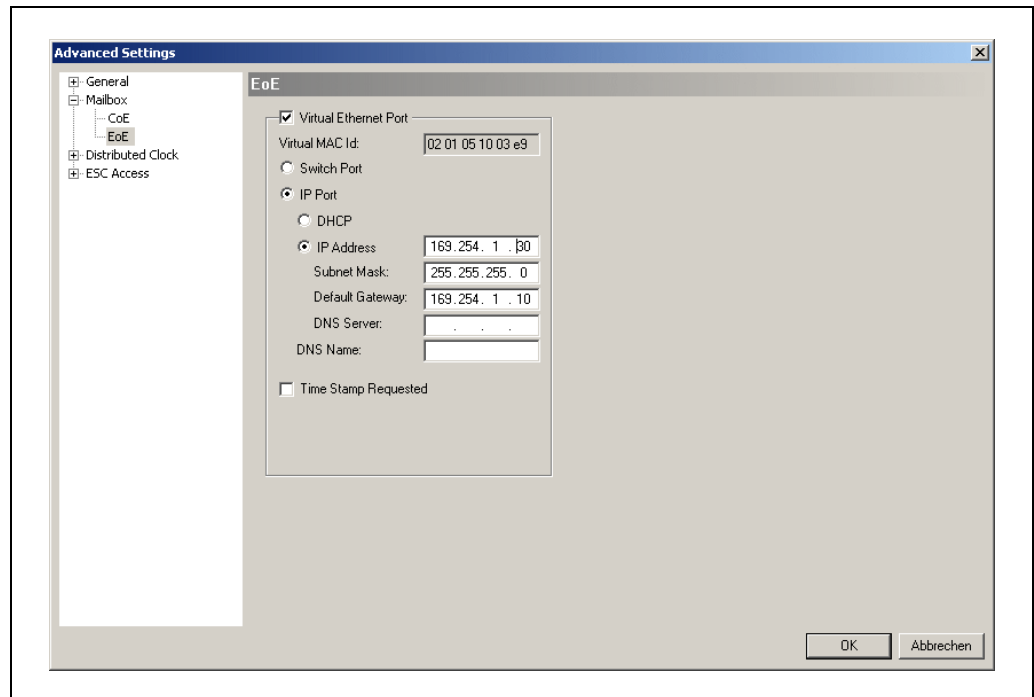 Advanced Settings
General
Mailbox
CoE
EoE
Distributed Clock
ESC Access
EoE
Virtual Ethernet Port
Virtual MAC Id: 02 01 05 10 03 e9
Switch Port
IP Port
DHCP
IP Address 169.254. 1 . 30
Subnet Mask: 255.255.255. 0
Default Gateway: 169.254. 1 . 10
DNS Server: . . .
DNS Name:
Time Stamp Requested
OK Abbrechen